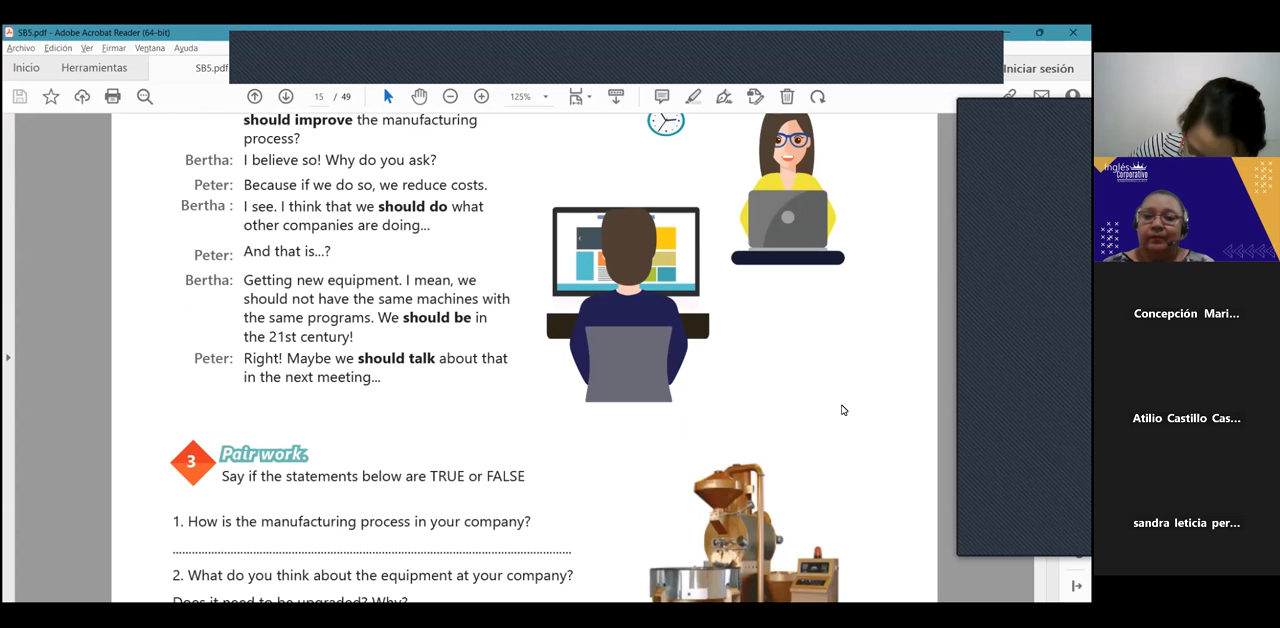 SB5.pdf - Adobe Acrobat Reader (64-bit)
Archivo Edición Ver Firmar Ventana Ayuda
Inicio Herramientas SB5.pdf Iniciar sesión
15 / 49 125%
should improve the manufacturing
process?
Bertha: I believe so! Why do you ask?
Peter: Because if we do so, we reduce costs.
Bertha : I see. I think that we should do what
other companies are doing...
Peter: And that is...?
Bertha: Getting new equipment. I mean, we
should not have the same machines with
the same programs. We should be in
the 21st century!
Peter: Right! Maybe we should talk about that
in the next meeting...
3 Pair work.
Say if the statements below are TRUE or FALSE
1. How is the manufacturing process in your company?
2. What do you think about the equipment at your company?
Does it need to be upgraded? Why?
Inglés
Corporativo
Concepción Mari...
Atilio Castillo Cas...
sandra leticia per...